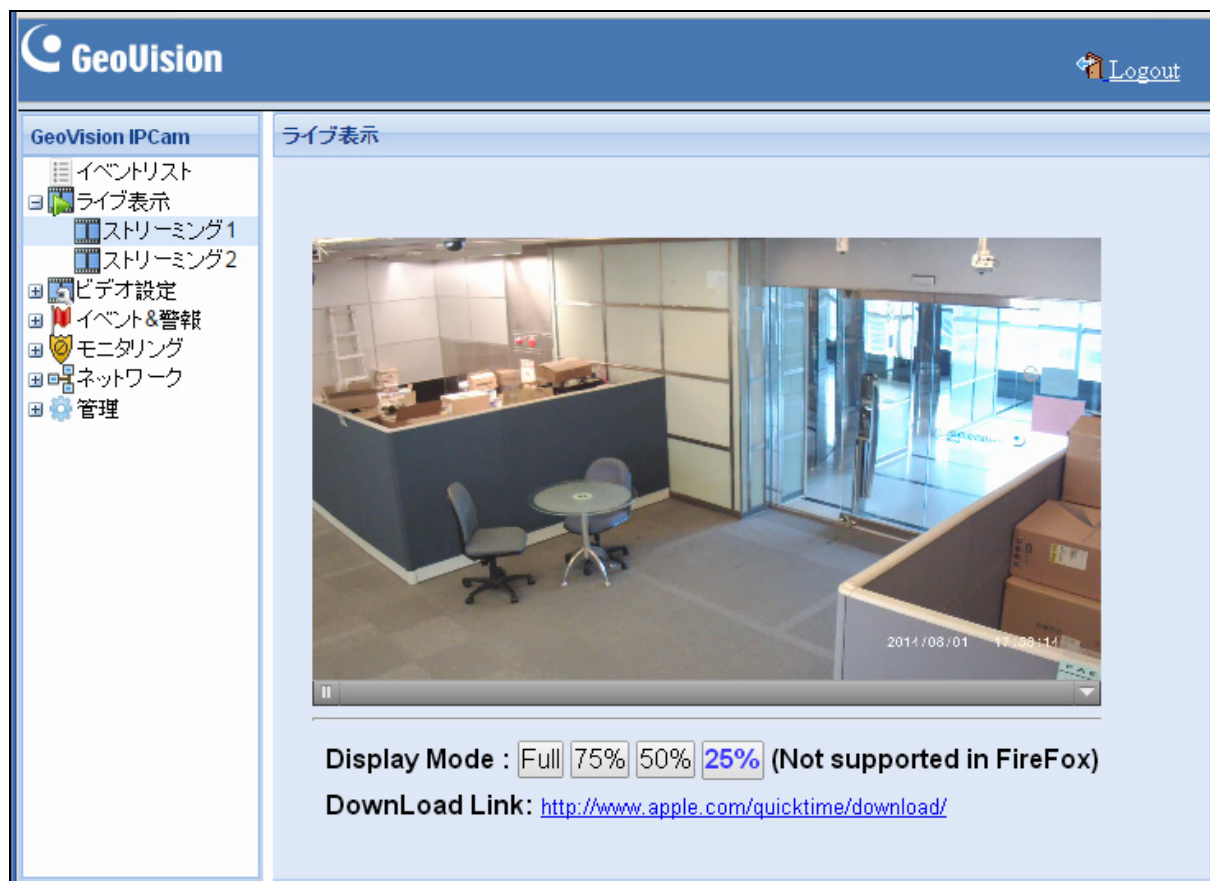 GeoVision
Logout
GeoVision IPCam
イベントリスト
ライブ表示
ストリーミング1
ストリーミング2
ビデオ設定
イベント&警報
モニタリング
ネットワーク
管理
ライブ表示
2014/08/01 17:58:14
Display Mode : Full 75% 50% 25% (Not supported in FireFox)
DownLoad Link: http://www.apple.com/quicktime/download/